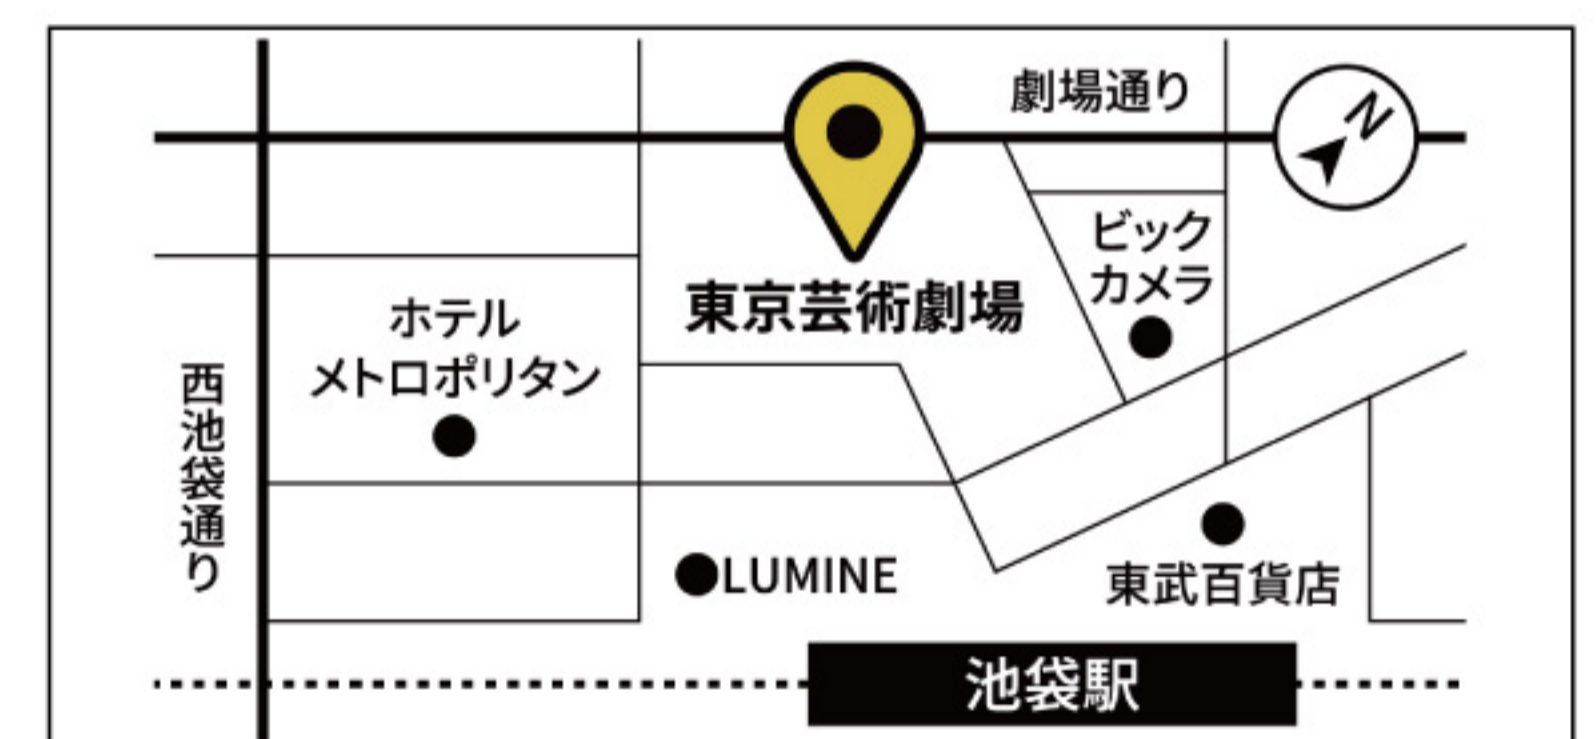 劇場通り
N
ビック
カメラ
東京芸術劇場
ホテル
メトロポリタン
西池袋通り
LUMINE
東武百貨店
池袋駅